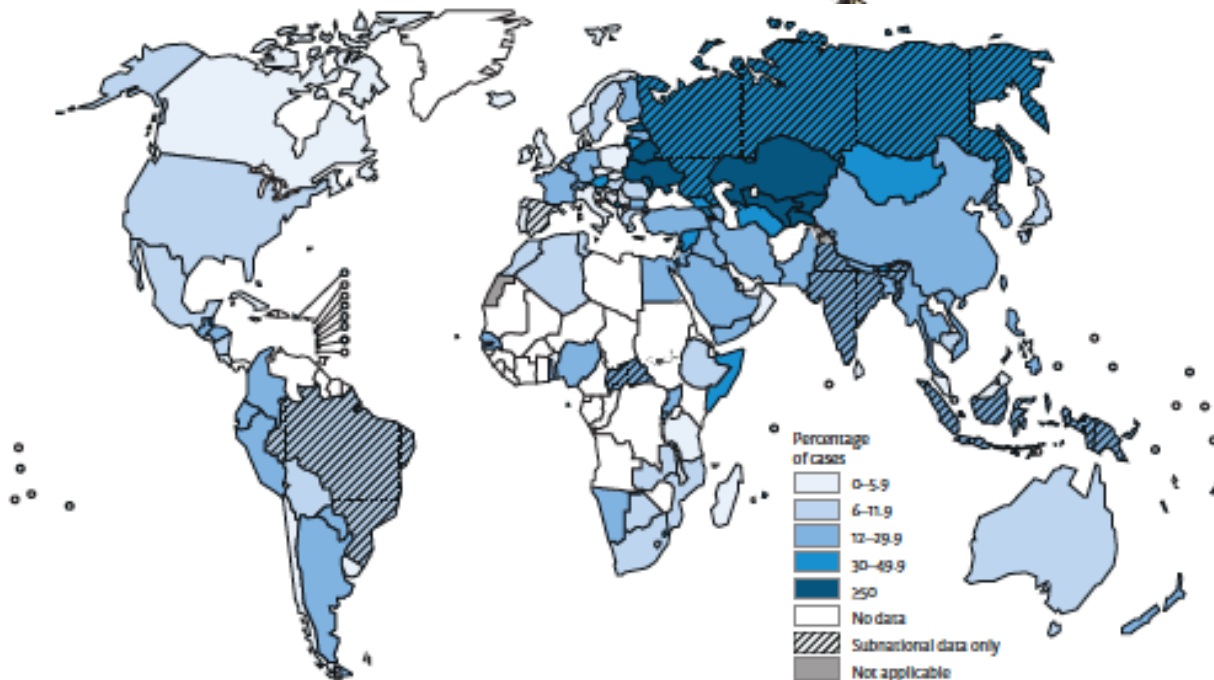 Percentage
of cases
0–5.9
6–11.9
12–29.9
30–49.9
≥50
No data
Subnational data only
Not applicable